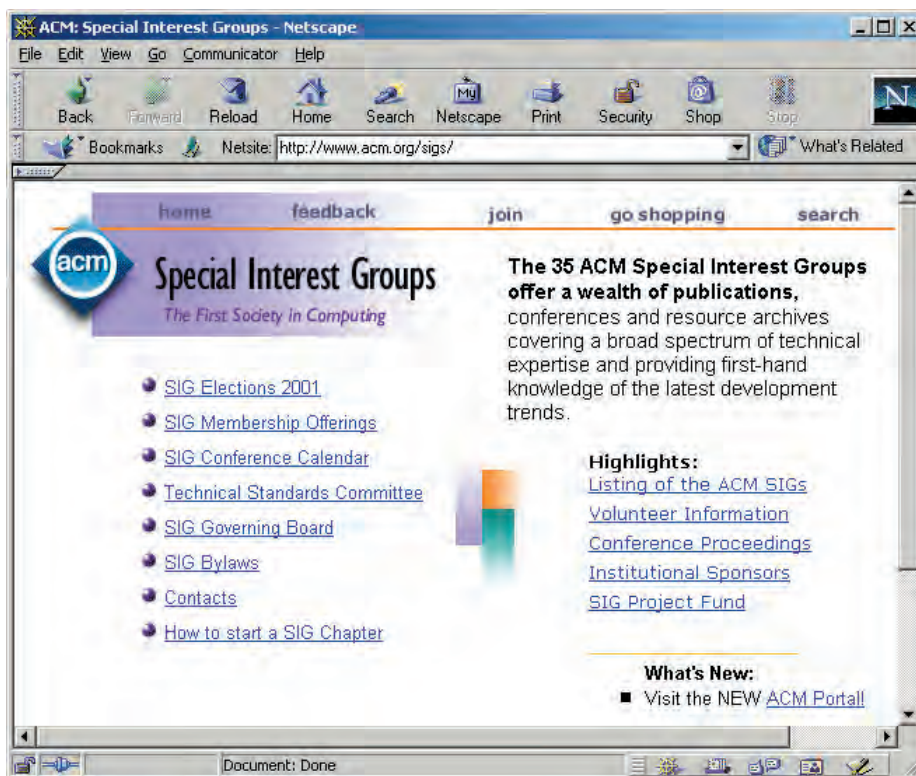 ACM: Special Interest Groups - Netscape
File Edit View Go Communicator Help
Back Forward Reload Home Search Netscape Print Security Shop Stop
My
N
Bookmarks Netsite: http://www.acm.org/sigs/ What's Related
home feedback join go shopping search
acm
Special Interest Groups
The First Society in Computing
SIG Elections 2001
SIG Membership Offerings
SIG Conference Calendar
Technical Standards Committee
SIG Governing Board
SIG Bylaws
Contacts
How to start a SIG Chapter
The 35 ACM Special Interest Groups
offer a wealth of publications,
conferences and resource archives
covering a broad spectrum of technical
expertise and providing first-hand
knowledge of the latest development
trends.
Highlights:
Listing of the ACM SIGs
Volunteer Information
Conference Proceedings
Institutional Sponsors
SIG Project Fund
What's New:
Visit the NEW ACM Portal!
Document: Done